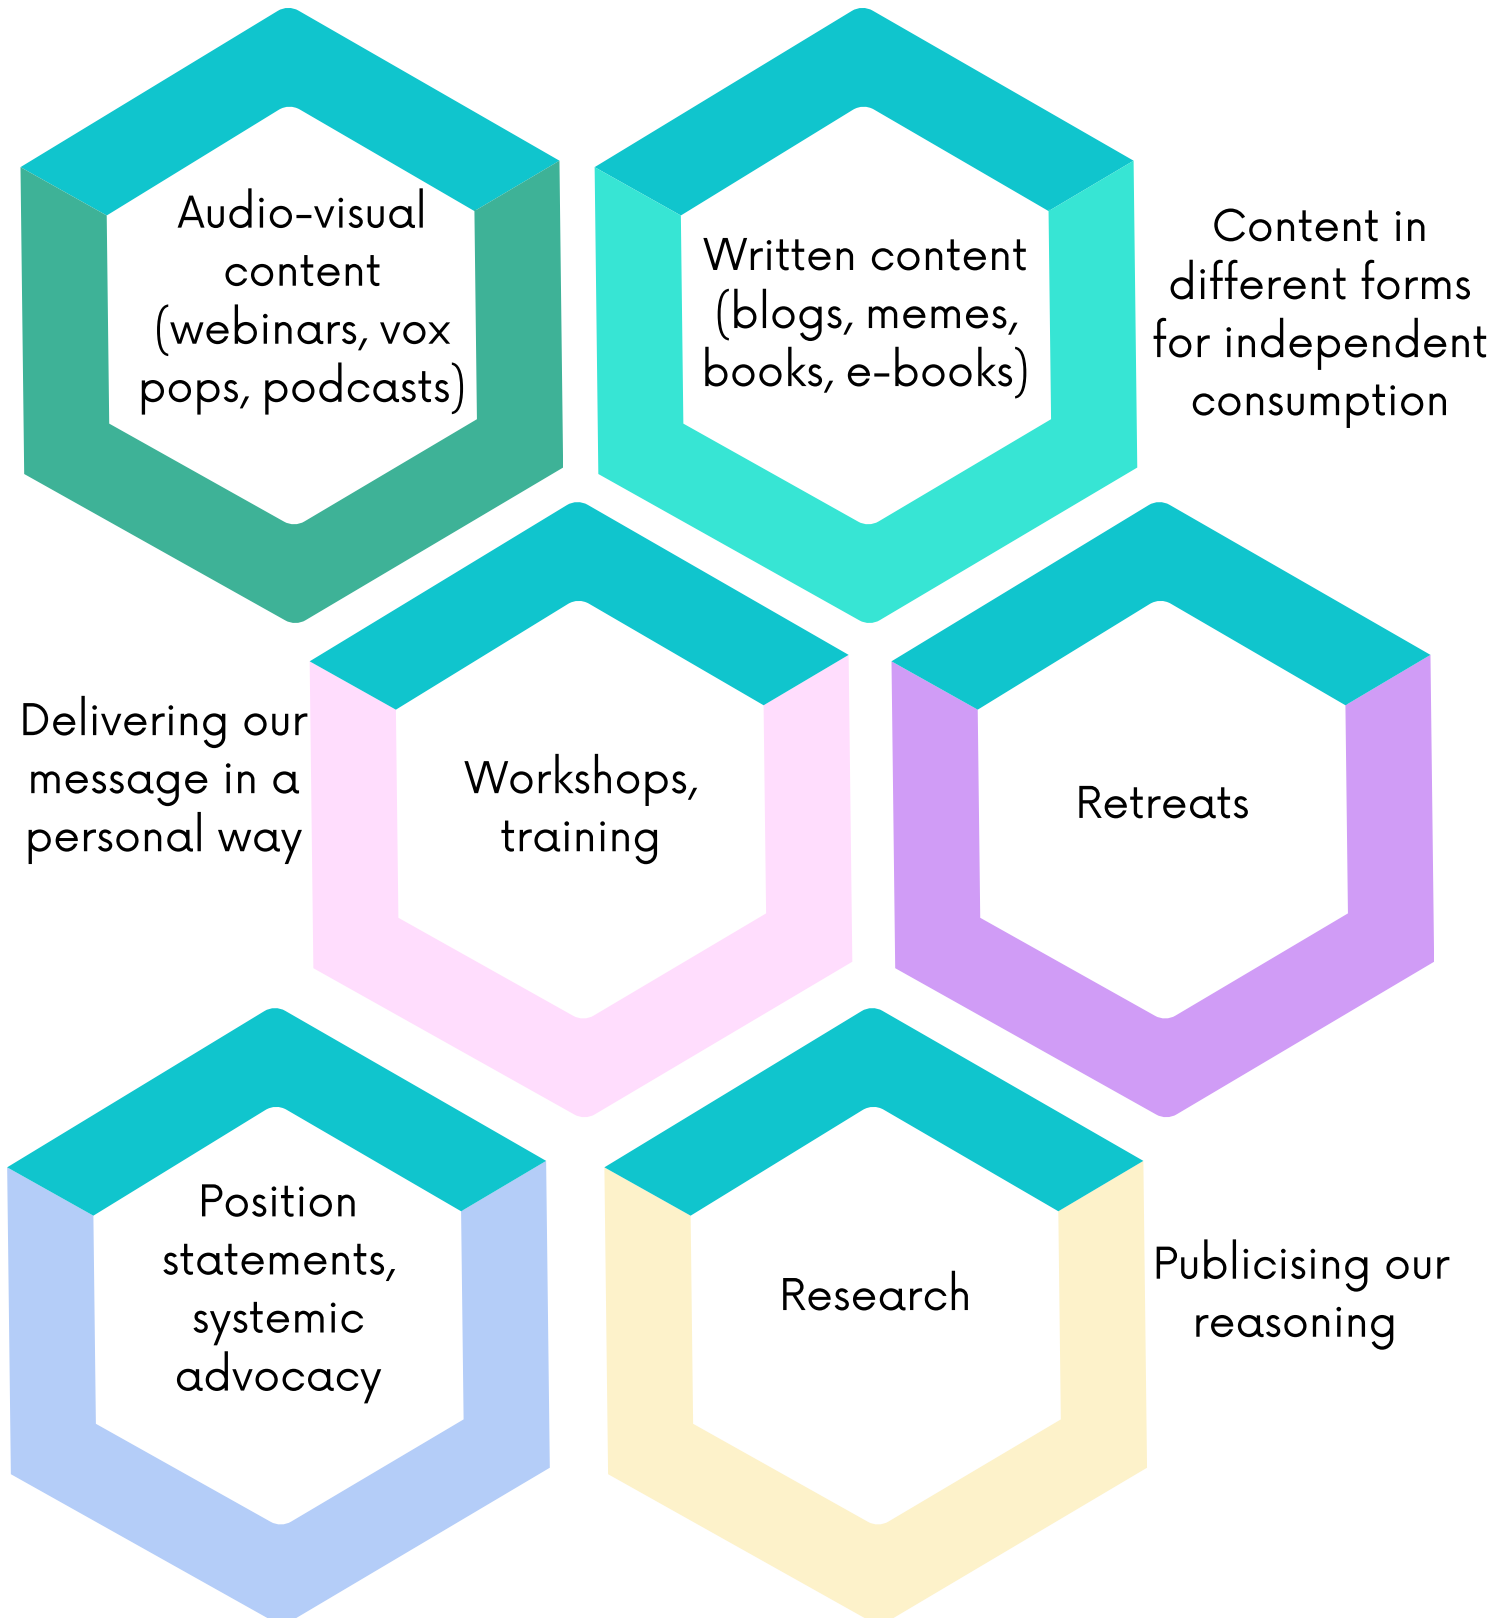 Audio-visual
content
(webinars, vox
pops, podcasts)
Written content
(blogs, memes,
books, e-books)
Content in
different forms
for independent
consumption
Delivering our
message in a
personal way
Workshops,
training
Retreats
Position
statements,
systemic
advocacy
Research
Publicising our
reasoning